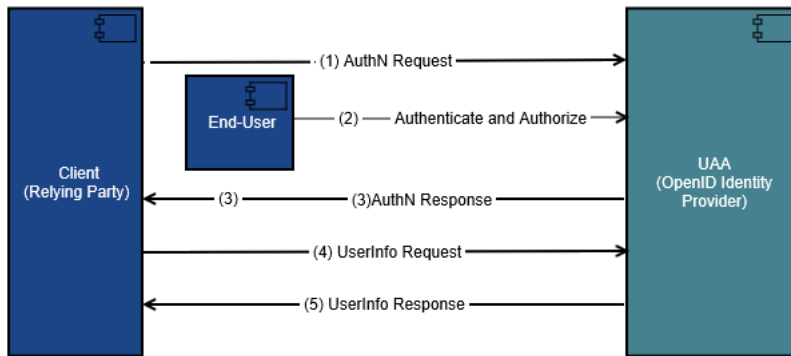 (1) AuthN Request
End-User
(2) Authenticate and Authorize
Client
(Relying Party)
UAA
(OpenID Identity
Provider)
(3) (3)AuthN Response
(4) UserInfo Request
(5) UserInfo Response